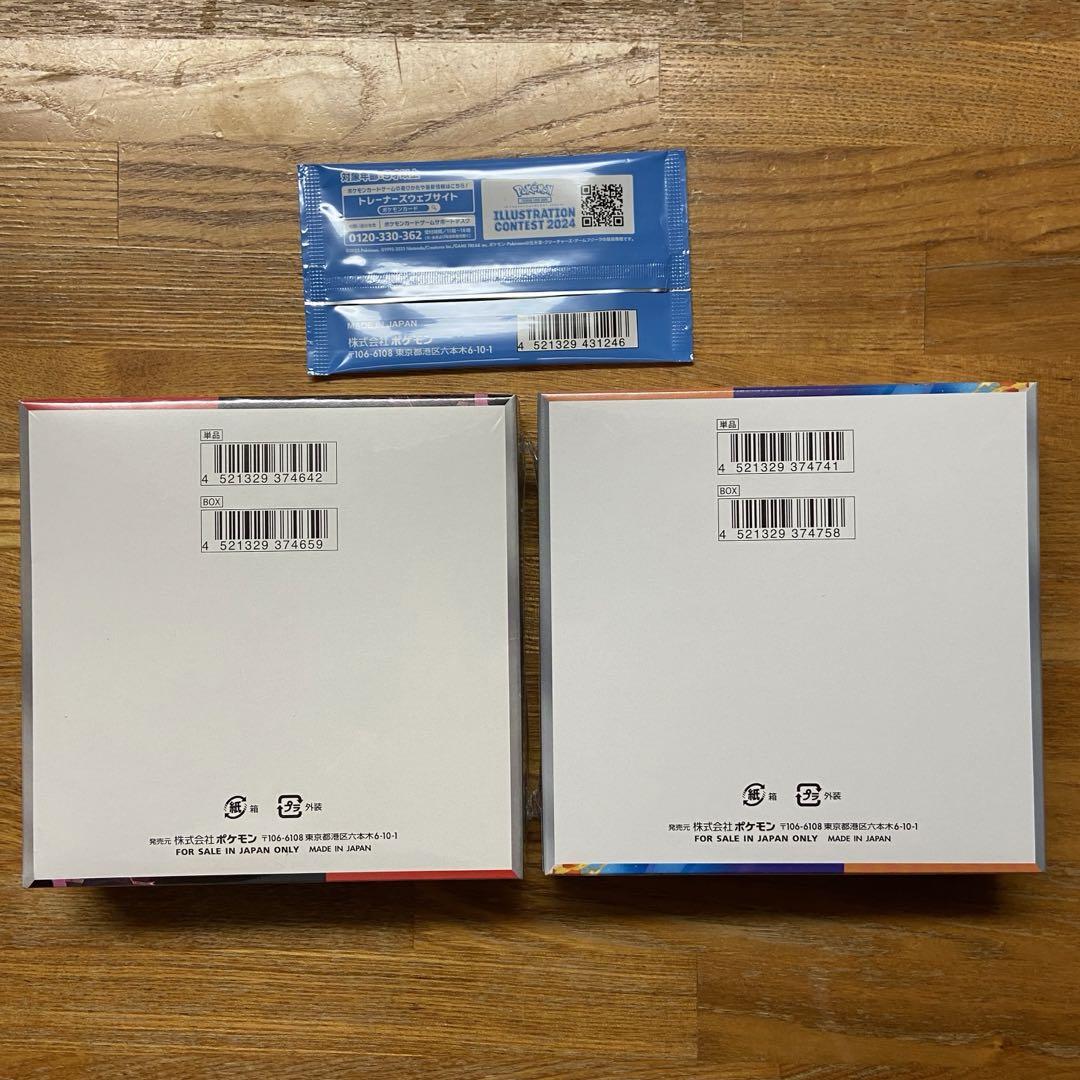 ポケモンカードゲームの遊びかたや最新情報はこちら!
トレーナーズウェブサイト
ポケモンカード
ポケモンカードゲームサポートデスク
0120-330-362
Pokémon
ILLUSTRATION
CONTEST 2024
MADE IN JAPAN
株式会社 ポケモン
〒106-6108 東京都港区六本木6-10-1
4 521329 431246
単品
4 521329 374642
BOX
4 521329 374659
紙 箱
プラ 外装
発売元 株式会社 ポケモン 〒106-6108 東京都港区六本木6-10-1
FOR SALE IN JAPAN ONLY MADE IN JAPAN
単品
4 521329 374741
BOX
4 521329 374758
紙 箱
プラ 外装
発売元 株式会社 ポケモン 〒106-6108 東京都港区六本木6-10-1
FOR SALE IN JAPAN ONLY MADE IN JAPAN